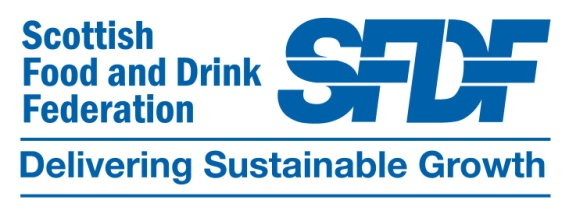 Scottish
Food and Drink
Federation
SFDF
Delivering Sustainable Growth